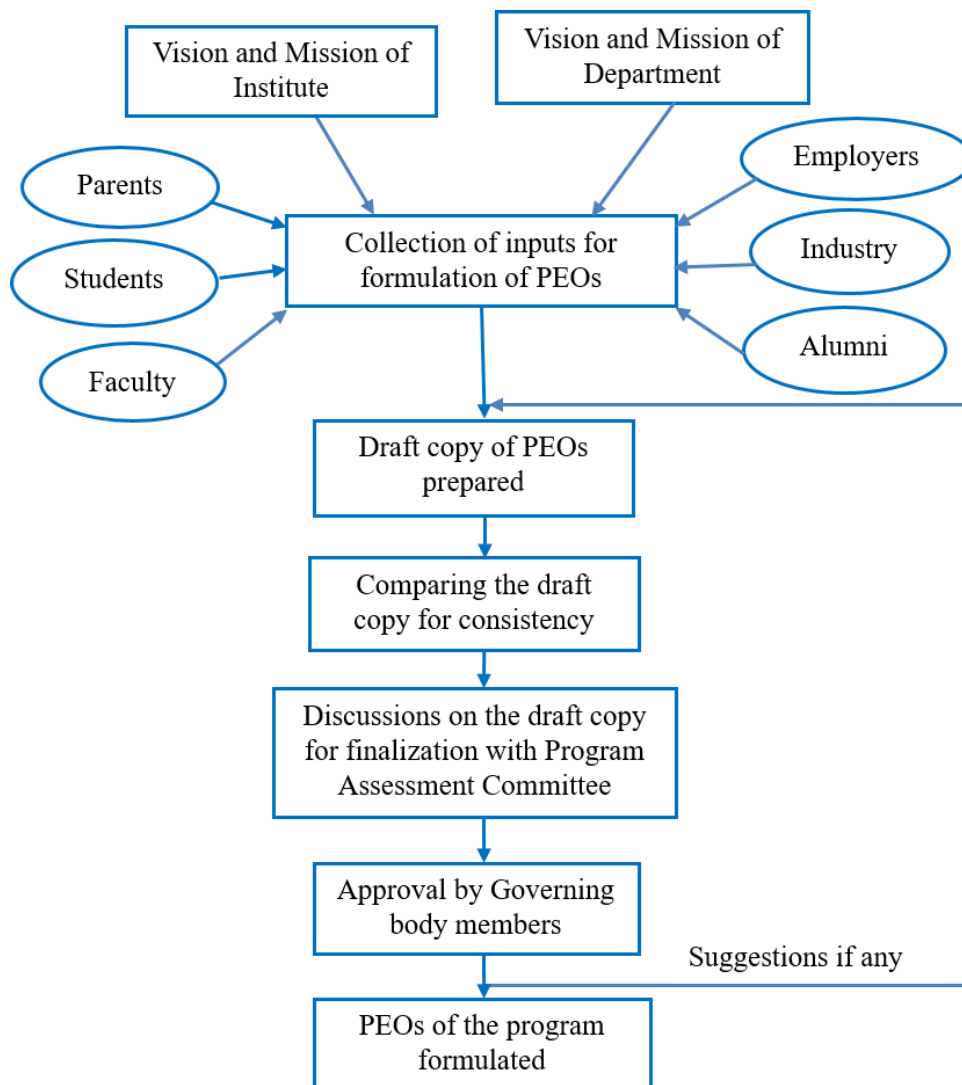 Vision and Mission of
Institute
Vision and Mission of
Department
Parents
Students
Faculty
Collection of inputs for
formulation of PEOs
Employers
Industry
Alumni
Draft copy of PEOs
prepared
Comparing the draft
copy for consistency
Discussions on the draft copy
for finalization with Program
Assessment Committee
Approval by Governing
body members
Suggestions if any
PEOs of the program
formulated